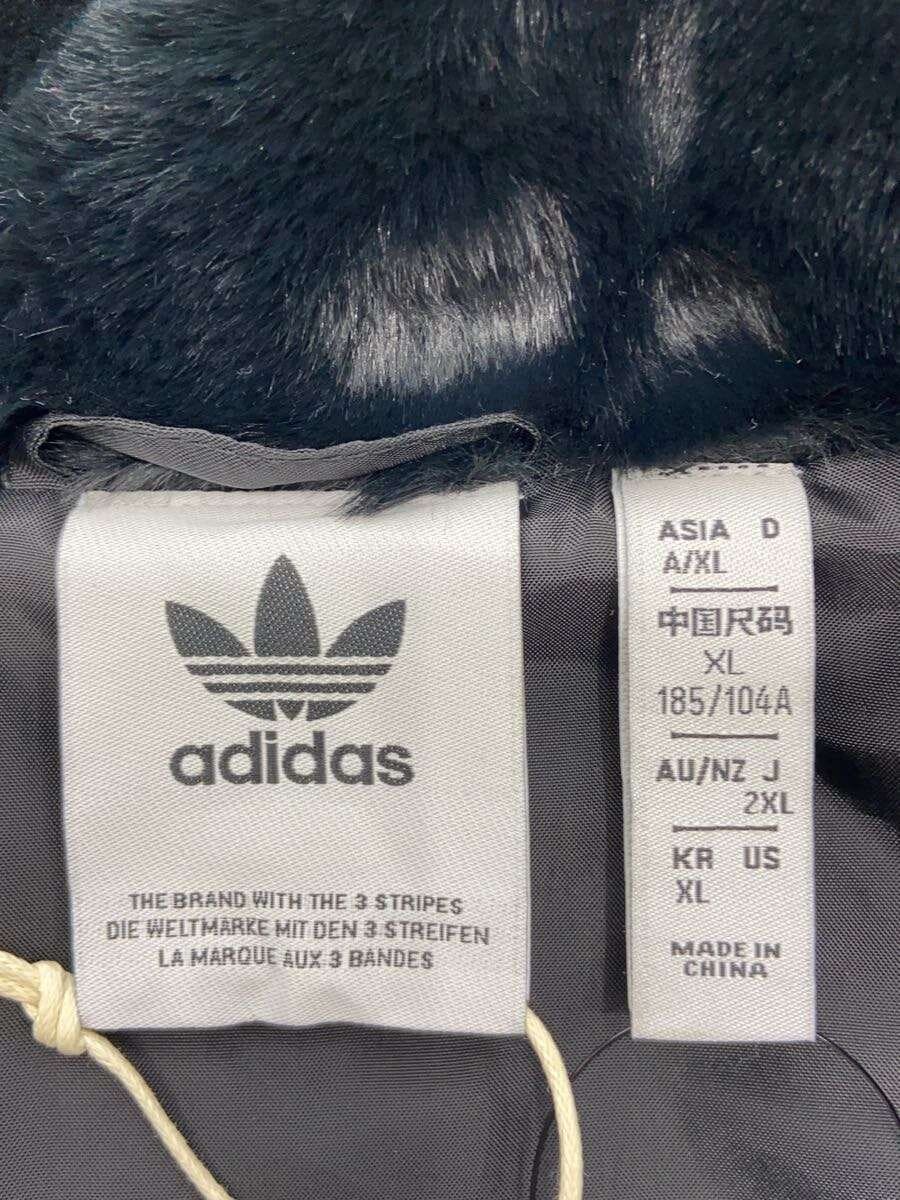 adidas
THE BRAND WITH THE 3 STRIPES
DIE WELTMARKE MIT DEN 3 STREIFEN
LA MARQUE AUX 3 BANDES
ASIA D
A/XL
中国尺码
XL
185/104A
AU/NZ J
2XL
KR US
XL
MADE IN
CHINA